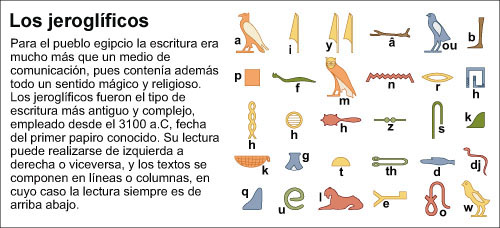 Los jeroglíficos
Para el pueblo egipcio la escritura era
mucho más que un medio de
comunicación, pues contenía además
todo un sentido mágico y religioso.
Los jeroglíficos fueron el tipo de
escritura más antiguo y complejo,
empleado desde el 3100 a.C, fecha
del primer papiro conocido. Su lectura
puede realizarse de izquierda a
derecha o viceversa, y los textos se
componen en líneas o columnas, en
cuyo caso la lectura siempre es de
arriba abajo.
a i y â ou b
p f m n r h
h h h z s k
k g t th d dj
q u l e o w